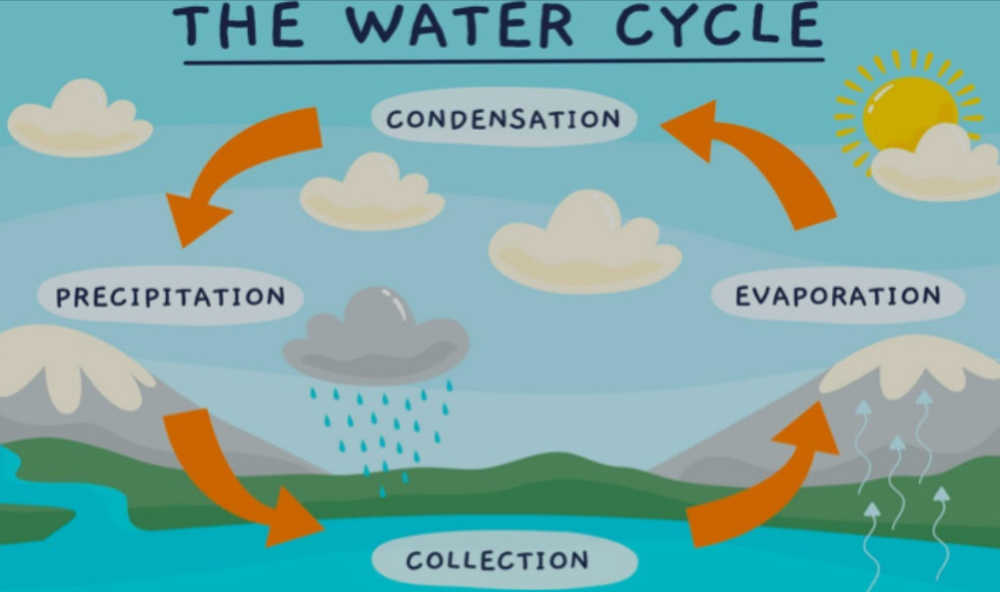 THE WATER CYCLE
CONDENSATION
PRECIPITATION
EVAPORATION
COLLECTION